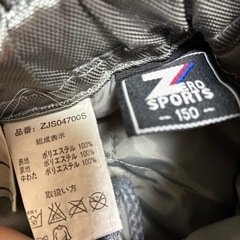 品番: ZJS04700S
組成表示
表地 ポリエステル 100%
裏地 ポリエステル 100%
中わた ポリエステル 100%
取扱い方
ZERO
SPORTS
150